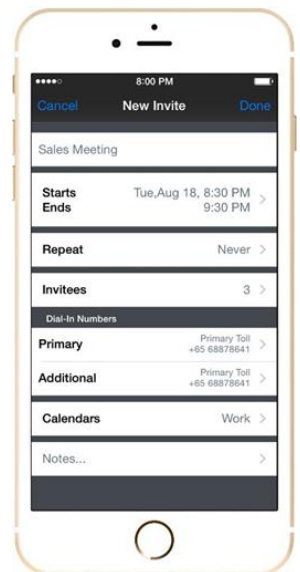 8:00 PM
Cancel New Invite Done
Sales Meeting
Starts Tue,Aug 18, 8:30 PM
Ends 9:30 PM
Repeat Never
Invitees 3
Dial-In Numbers
Primary Primary Toll
+65 68878641
Additional Primary Toll
+65 68878641
Calendars Work
Notes...